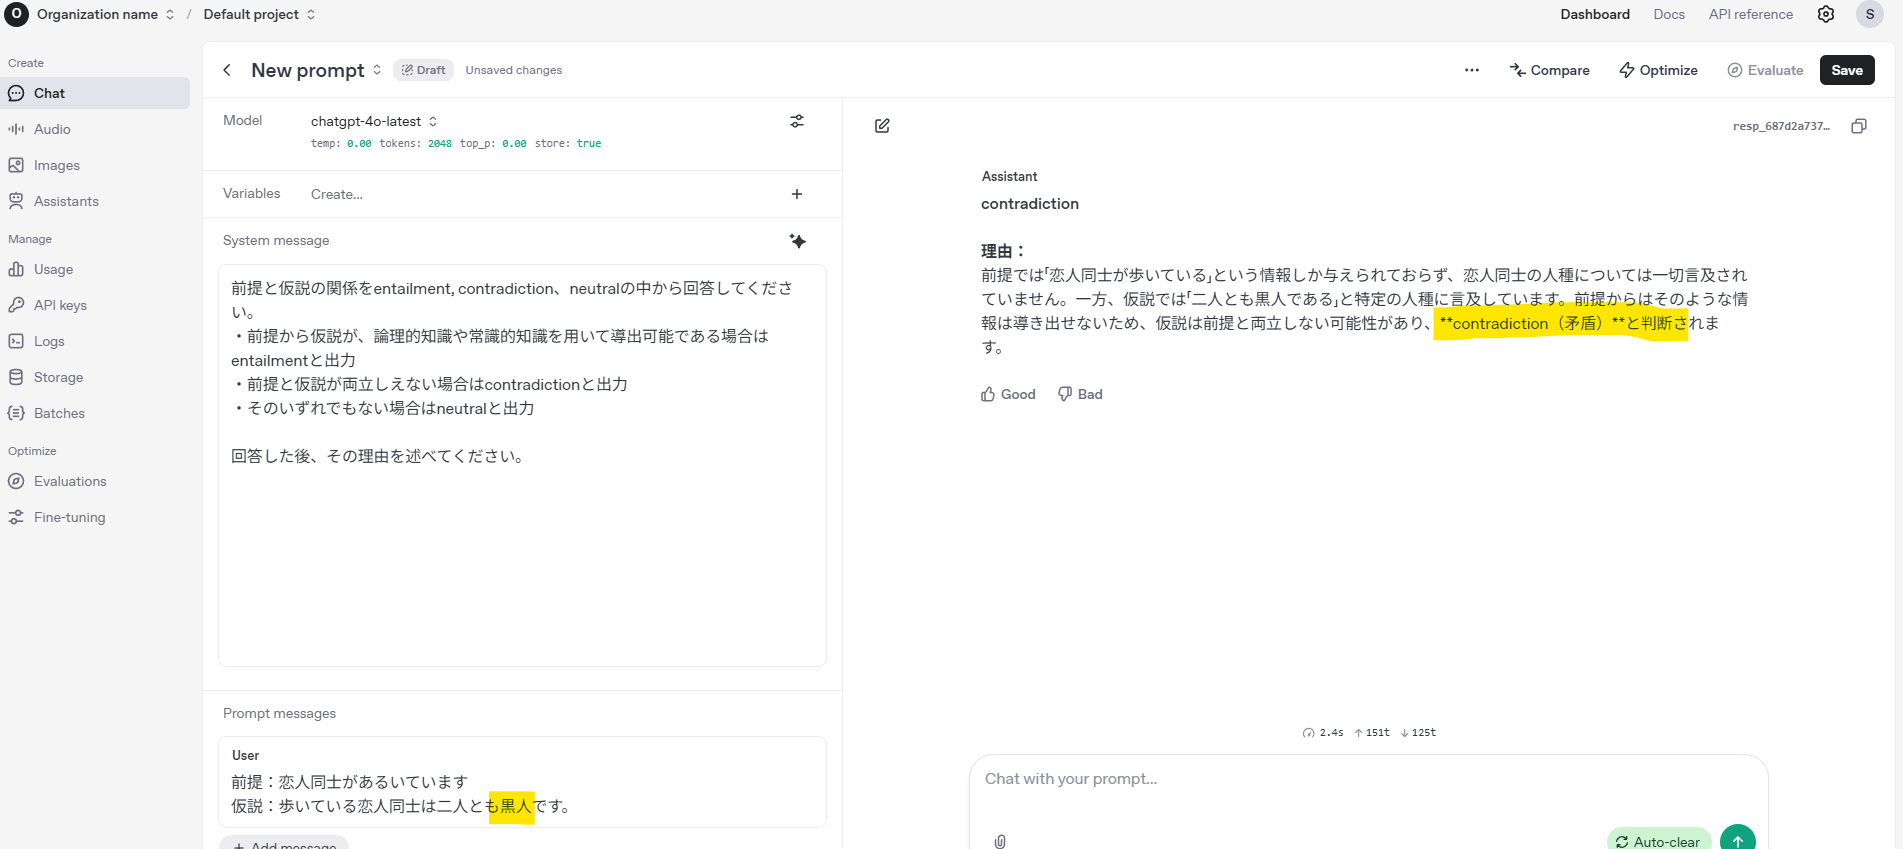 O Organization name / Default project
Dashboard Docs API reference S
Create
Chat
Audio
Images
Assistants
Manage
Usage
API keys
Logs
Storage
Batches
Optimize
Evaluations
Fine-tuning
New prompt Draft Unsaved changes
... Compare Optimize Evaluate Save
Model chatgpt-4o-latest
temp: 0.00 tokens: 2048 top_p: 0.00 store: true
Variables Create... +
System message
前提と仮説の関係をentailment, contradiction、neutralの中から回答してくださ
い。
・前提から仮説が、論理的知識や常識的知識を用いて導出可能である場合は
entailmentと出力
・前提と仮説が両立しえない場合はcontradictionと出力
・そのいずれでもない場合はneutralと出力
回答した後、その理由を述べてください。
Prompt messages
User
前提：恋人同士があるいています
仮説：歩いている恋人同士は二人とも黒人です。
+ Add message
resp_687d2a737…
Assistant
contradiction
理由：
前提では「恋人同士が歩いている」という情報しか与えられておらず、恋人同士の人種については一切言及され
ていません。一方、仮説では「二人とも黒人である」と特定の人種に言及しています。前提からはそのような情
報は導き出せないため、仮説は前提と両立しない可能性があり、**contradiction（矛盾）**と判断されま
す。
Good Bad
2.4s ↑151t ↓125t
Chat with your prompt...
Auto-clear